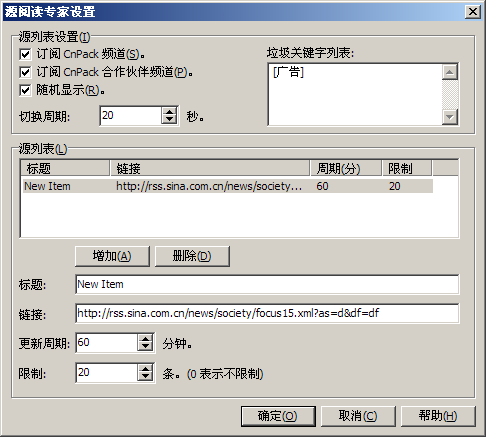 源阅读专家设置
源列表设置(I)
订阅 CnPack 频道(S)。
订阅 CnPack 合作伙伴频道(P)。
随机显示(R)。
切换周期: 20 秒。
垃圾关键字列表:
[广告]
源列表(L)
标题 链接 周期(分) 限制
New Item http://rss.sina.com.cn/news/society... 60 20
增加(A) 删除(D)
标题: New Item
链接: http://rss.sina.com.cn/news/society/focus15.xml?as=d&df=df
更新周期: 60 分钟。
限制: 20 条。(0 表示不限制)
确定(O) 取消(C) 帮助(H)